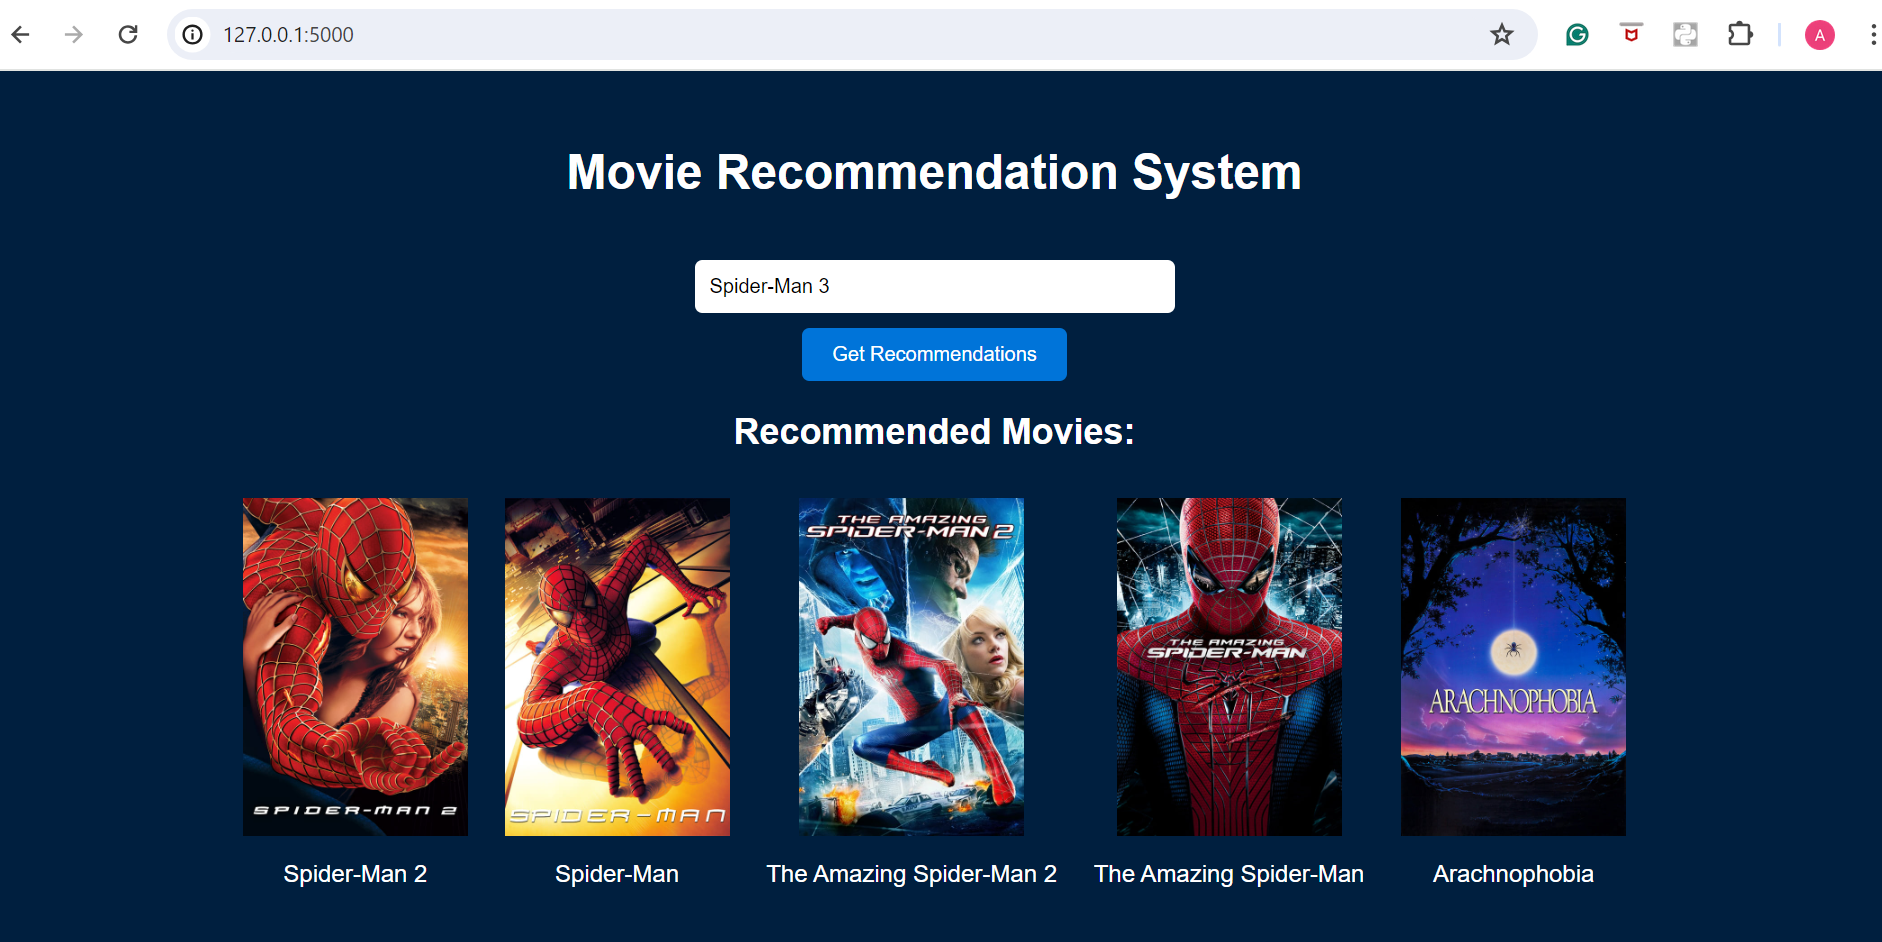 127.0.0.1:5000
A
Movie Recommendation System
Spider-Man 3
Get Recommendations
Recommended Movies:
SPIDER-MAN 2
SPIDER-MAN
THE AMAZING
SPIDER-MAN 2
THE AMAZING
SPIDER-MAN
ARACHNOPHOBIA
Spider-Man 2
Spider-Man
The Amazing Spider-Man 2
The Amazing Spider-Man
Arachnophobia